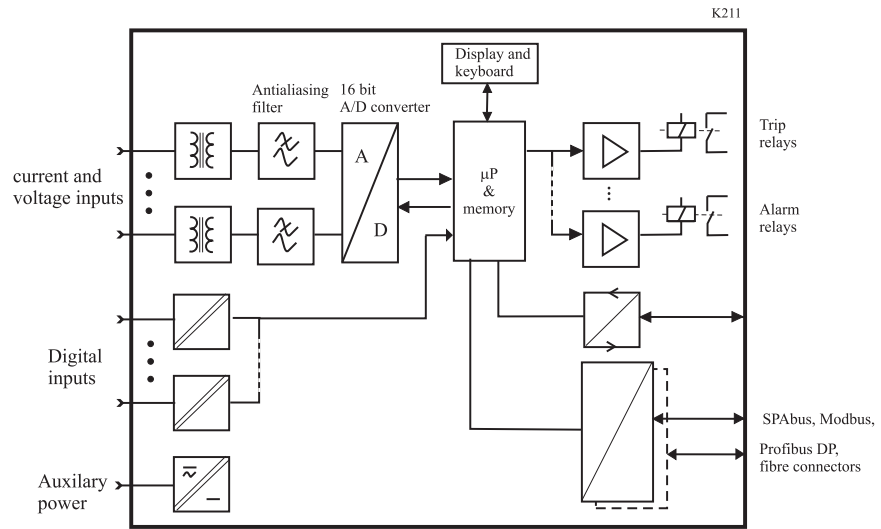 K211
Display and
keyboard
Antialiasing
filter
16 bit
A/D converter
A
D
µP
&
memory
Trip
relays
Alarm
relays
current and
voltage inputs
Digital
inputs
SPAbus, Modbus,
Profibus DP,
fibre connectors
Auxilary
power